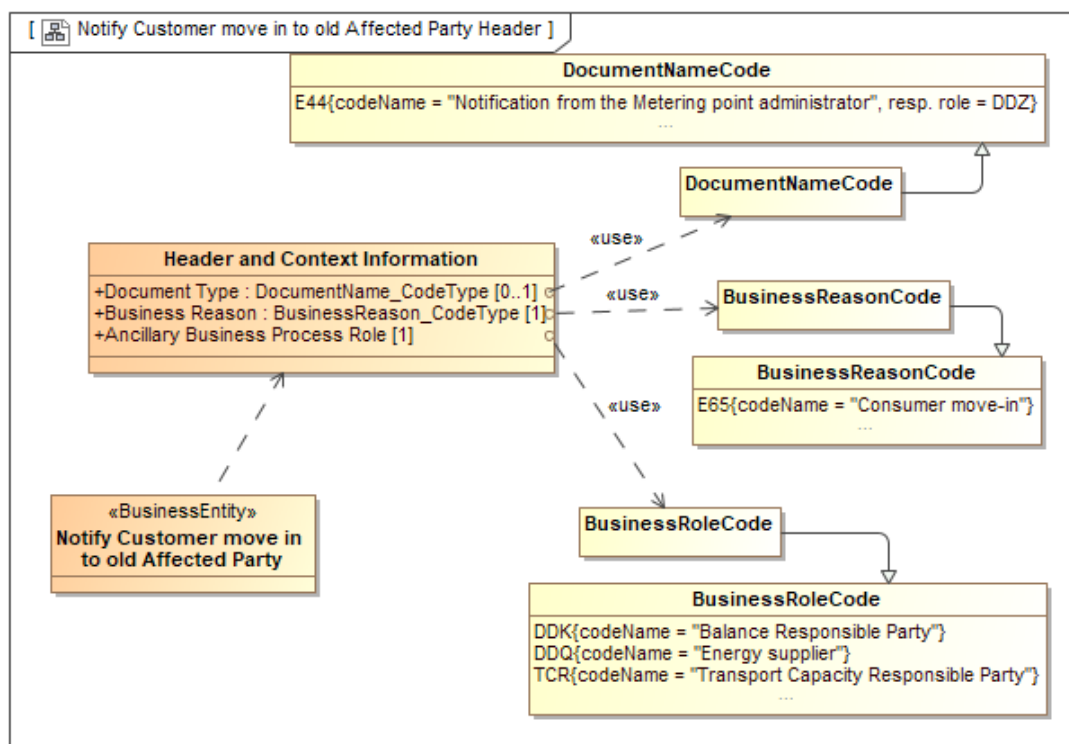 [ Notify Customer move in to old Affected Party Header ]
DocumentNameCode
E44{codeName = "Notification from the Metering point administrator", resp. role = DDZ}
...
DocumentNameCode
«use»
Header and Context Information
+Document Type : DocumentName_CodeType [0..1]
+Business Reason : BusinessReason_CodeType [1]
+Ancillary Business Process Role [1]
«use»
BusinessReasonCode
BusinessReasonCode
E65{codeName = "Consumer move-in"}
...
«use»
«BusinessEntity»
Notify Customer move in
to old Affected Party
BusinessRoleCode
BusinessRoleCode
DDK{codeName = "Balance Responsible Party"}
DDQ{codeName = "Energy supplier"}
TCR{codeName = "Transport Capacity Responsible Party"}
...